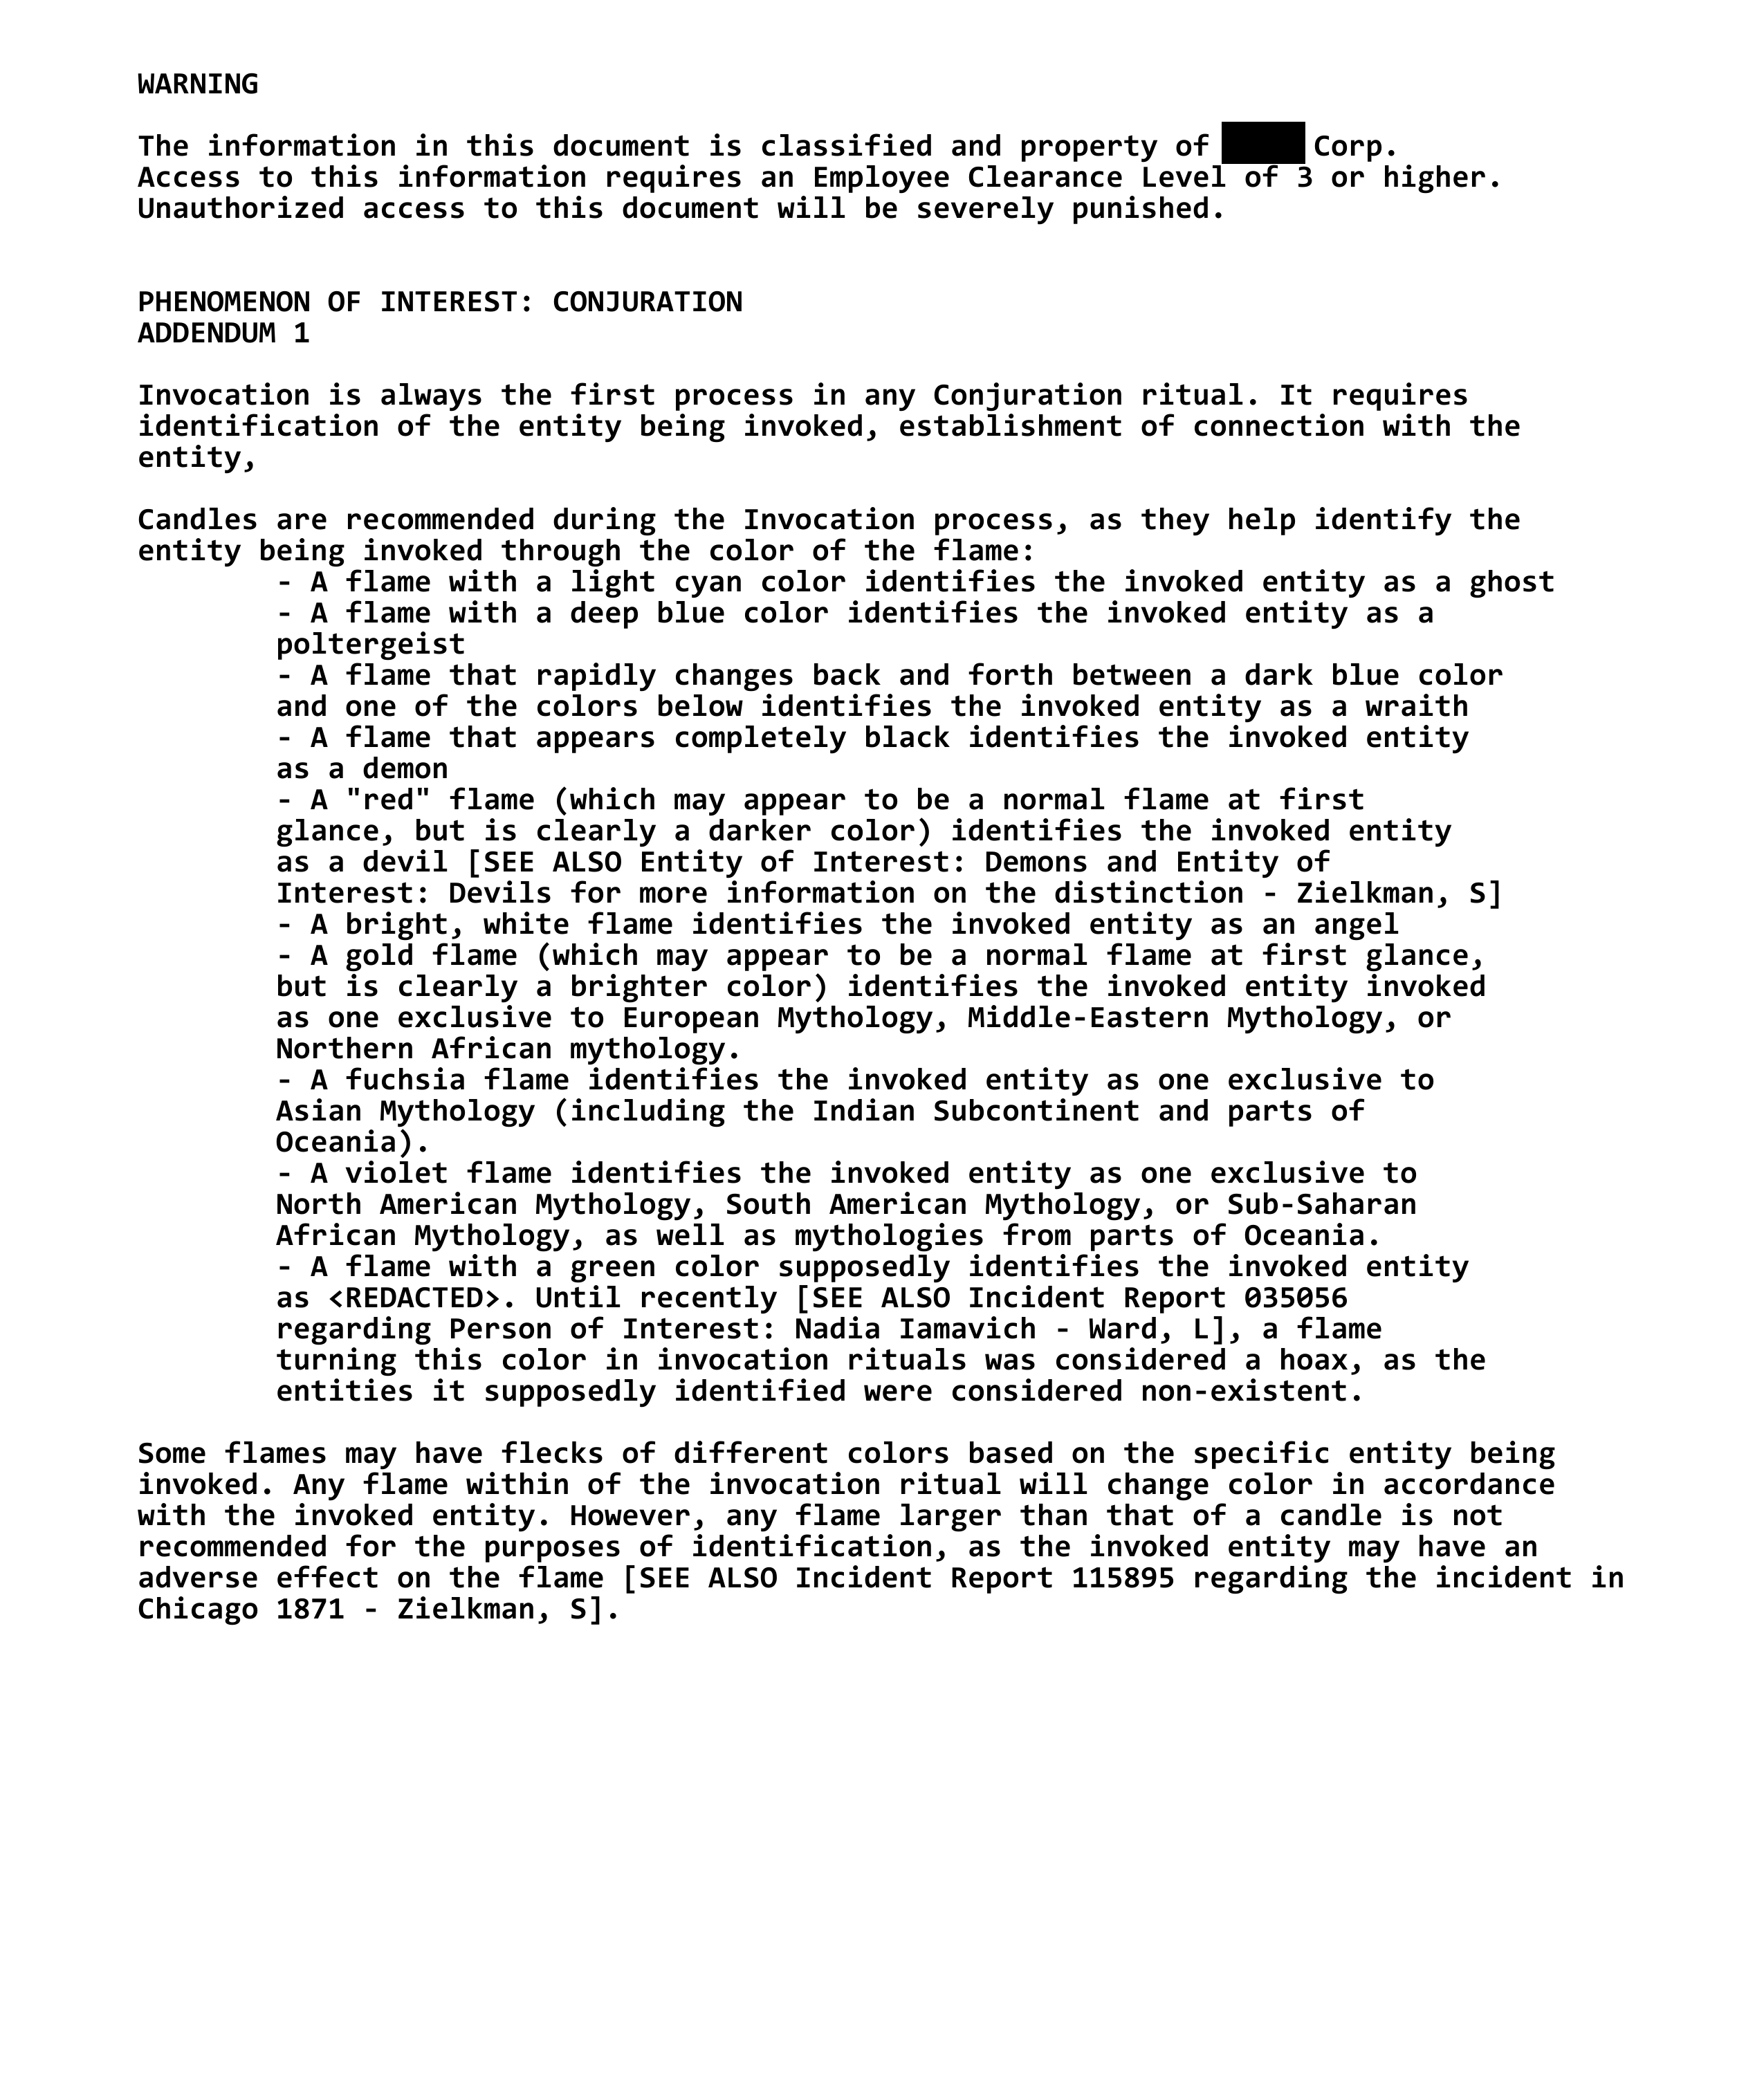 WARNING
The information in this document is classified and property of Corp.
Access to this information requires an Employee Clearance Level of 3 or higher.
Unauthorized access to this document will be severely punished.
PHENOMENON OF INTEREST: CONJURATION
ADDENDUM 1
Invocation is always the first process in any Conjuration ritual. It requires
identification of the entity being invoked, establishment of connection with the
entity,
Candles are recommended during the Invocation process, as they help identify the
entity being invoked through the color of the flame:
- A flame with a light cyan color identifies the invoked entity as a ghost
- A flame with a deep blue color identifies the invoked entity as a
poltergeist
- A flame that rapidly changes back and forth between a dark blue color
and one of the colors below identifies the invoked entity as a wraith
- A flame that appears completely black identifies the invoked entity
as a demon
- A "red" flame (which may appear to be a normal flame at first
glance, but is clearly a darker color) identifies the invoked entity
as a devil [SEE ALSO Entity of Interest: Demons and Entity of
Interest: Devils for more information on the distinction - Zielkman, S]
- A bright, white flame identifies the invoked entity as an angel
- A gold flame (which may appear to be a normal flame at first glance,
but is clearly a brighter color) identifies the invoked entity invoked
as one exclusive to European Mythology, Middle-Eastern Mythology, or
Northern African mythology.
- A fuchsia flame identifies the invoked entity as one exclusive to
Asian Mythology (including the Indian Subcontinent and parts of
Oceania).
- A violet flame identifies the invoked entity as one exclusive to
North American Mythology, South American Mythology, or Sub-Saharan
African Mythology, as well as mythologies from parts of Oceania.
- A flame with a green color supposedly identifies the invoked entity
as <REDACTED>. Until recently [SEE ALSO Incident Report 035056
regarding Person of Interest: Nadia Iamavich - Ward, L], a flame
turning this color in invocation rituals was considered a hoax, as the
entities it supposedly identified were considered non-existent.
Some flames may have flecks of different colors based on the specific entity being
invoked. Any flame within of the invocation ritual will change color in accordance
with the invoked entity. However, any flame larger than that of a candle is not
recommended for the purposes of identification, as the invoked entity may have an
adverse effect on the flame [SEE ALSO Incident Report 115895 regarding the incident in
Chicago 1871 - Zielkman, S].